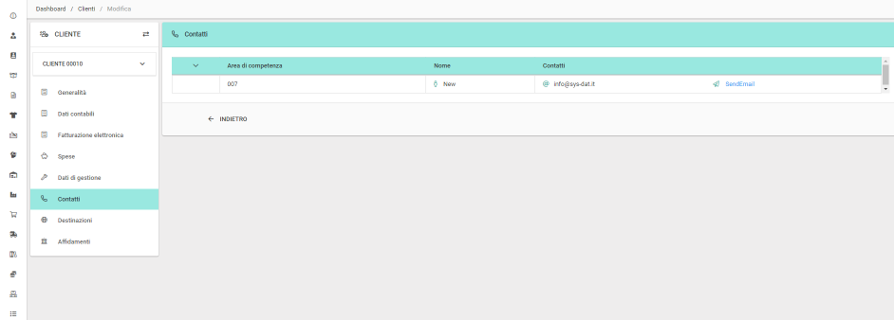 Dashboard / Clienti / Modifica
CLIENTE
CLIENTE 00010
Generalità
Dati contabili
Fatturazione elettronica
Spese
Dati di gestione
Contatti
Destinazioni
Affidamenti
Contatti
Area di competenza Nome Contatti
007 New info@sys-dat.it SendEmail
INDIETRO